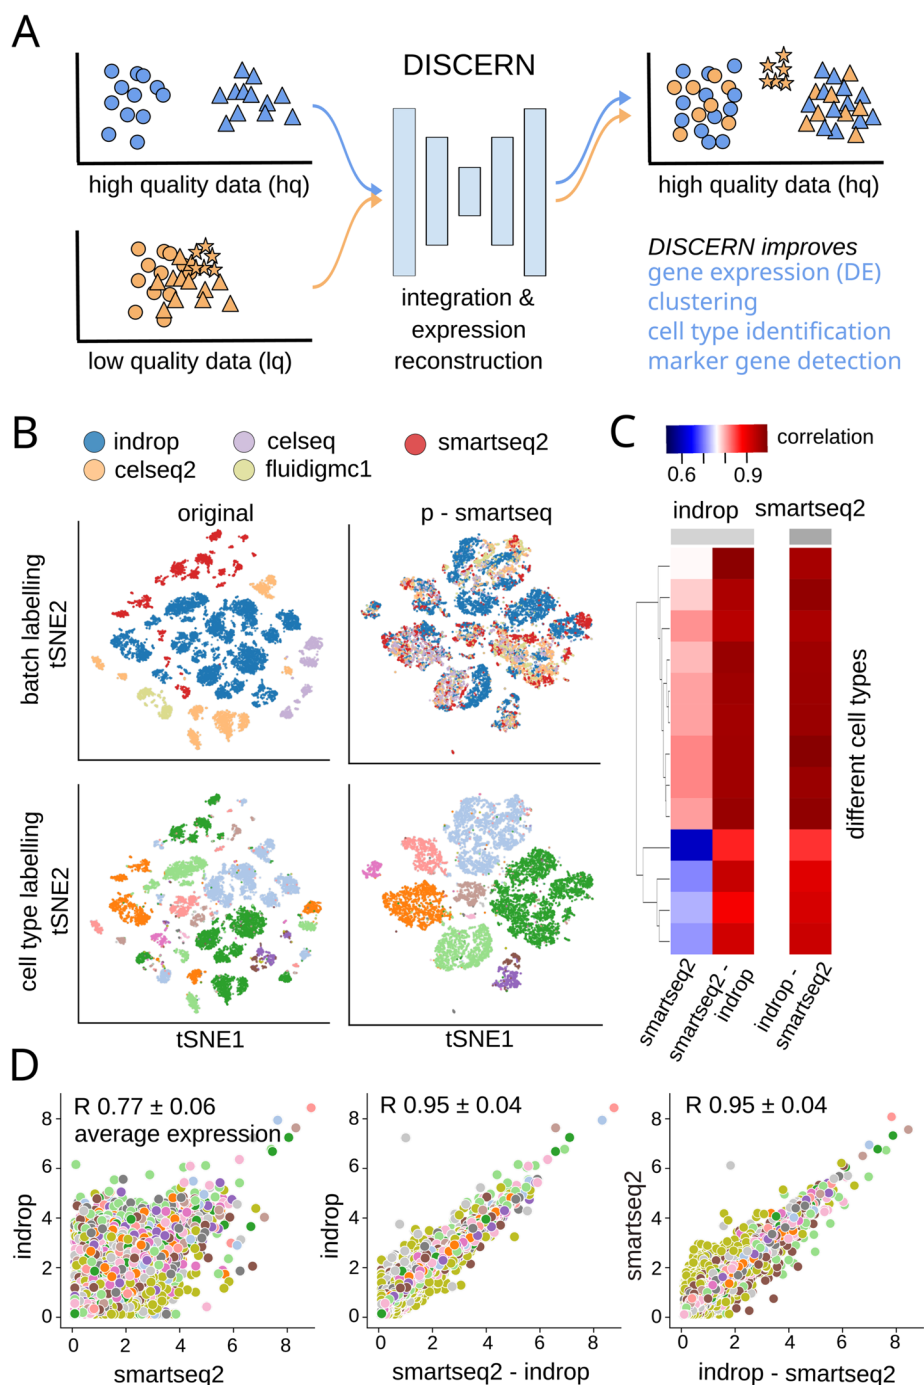 A
DISCERN
high quality data (hq)
high quality data (hq)
low quality data (lq)
integration &
expression
reconstruction
DISCERN improves
gene expression (DE)
clustering
cell type identification
marker gene detection
B
indrop
celseq
smartseq2
celseq2
fluidigmc1
original
p - smartseq
batch labelling
tSNE2
cell type labelling
tSNE2
tSNE1
tSNE1
C
correlation
0.6
0.9
indrop
smartseq2
different cell types
smartseq2
smartseq2 -
indrop
indrop -
smartseq2
D
R 0.77 ± 0.06
average expression
indrop
8
6
4
2
0
0
2
4
6
8
smartseq2
R 0.95 ± 0.04
indrop
8
6
4
2
0
0
2
4
6
8
smartseq2 - indrop
R 0.95 ± 0.04
smartseq2
8
6
4
2
0
0
2
4
6
8
indrop - smartseq2